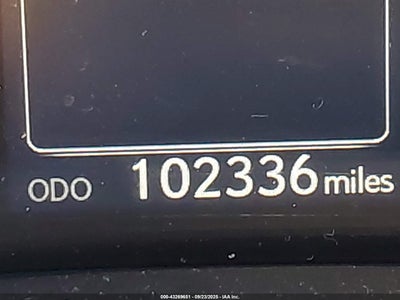 ODO 102336 miles
000-43269651 - 09/23/2025 - IAA Inc.